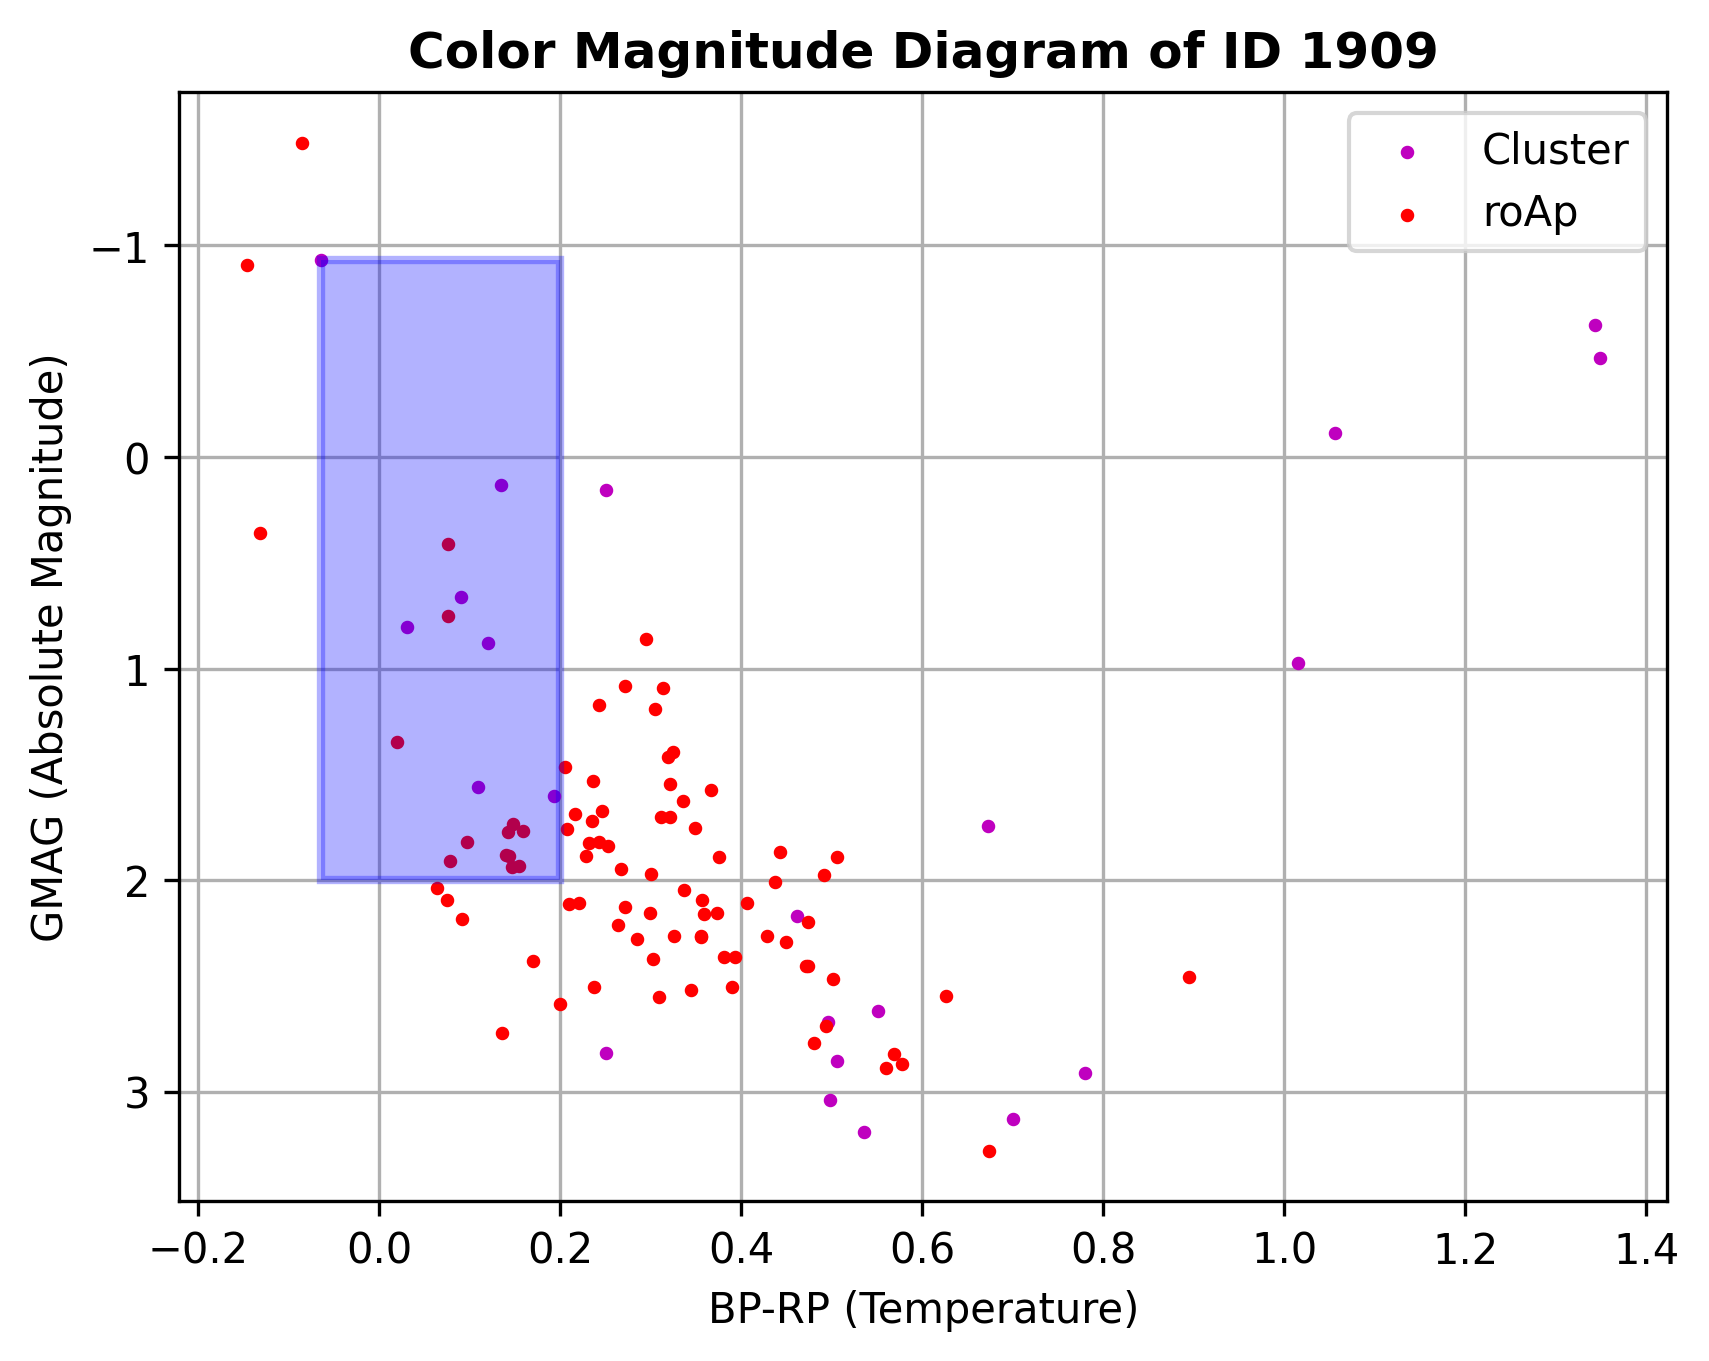 Color Magnitude Diagram of ID 1909
Cluster
roAp
GMAG (Absolute Magnitude)
−1
0
1
2
3
−0.2 0.0 0.2 0.4 0.6 0.8 1.0 1.2 1.4
BP-RP (Temperature)